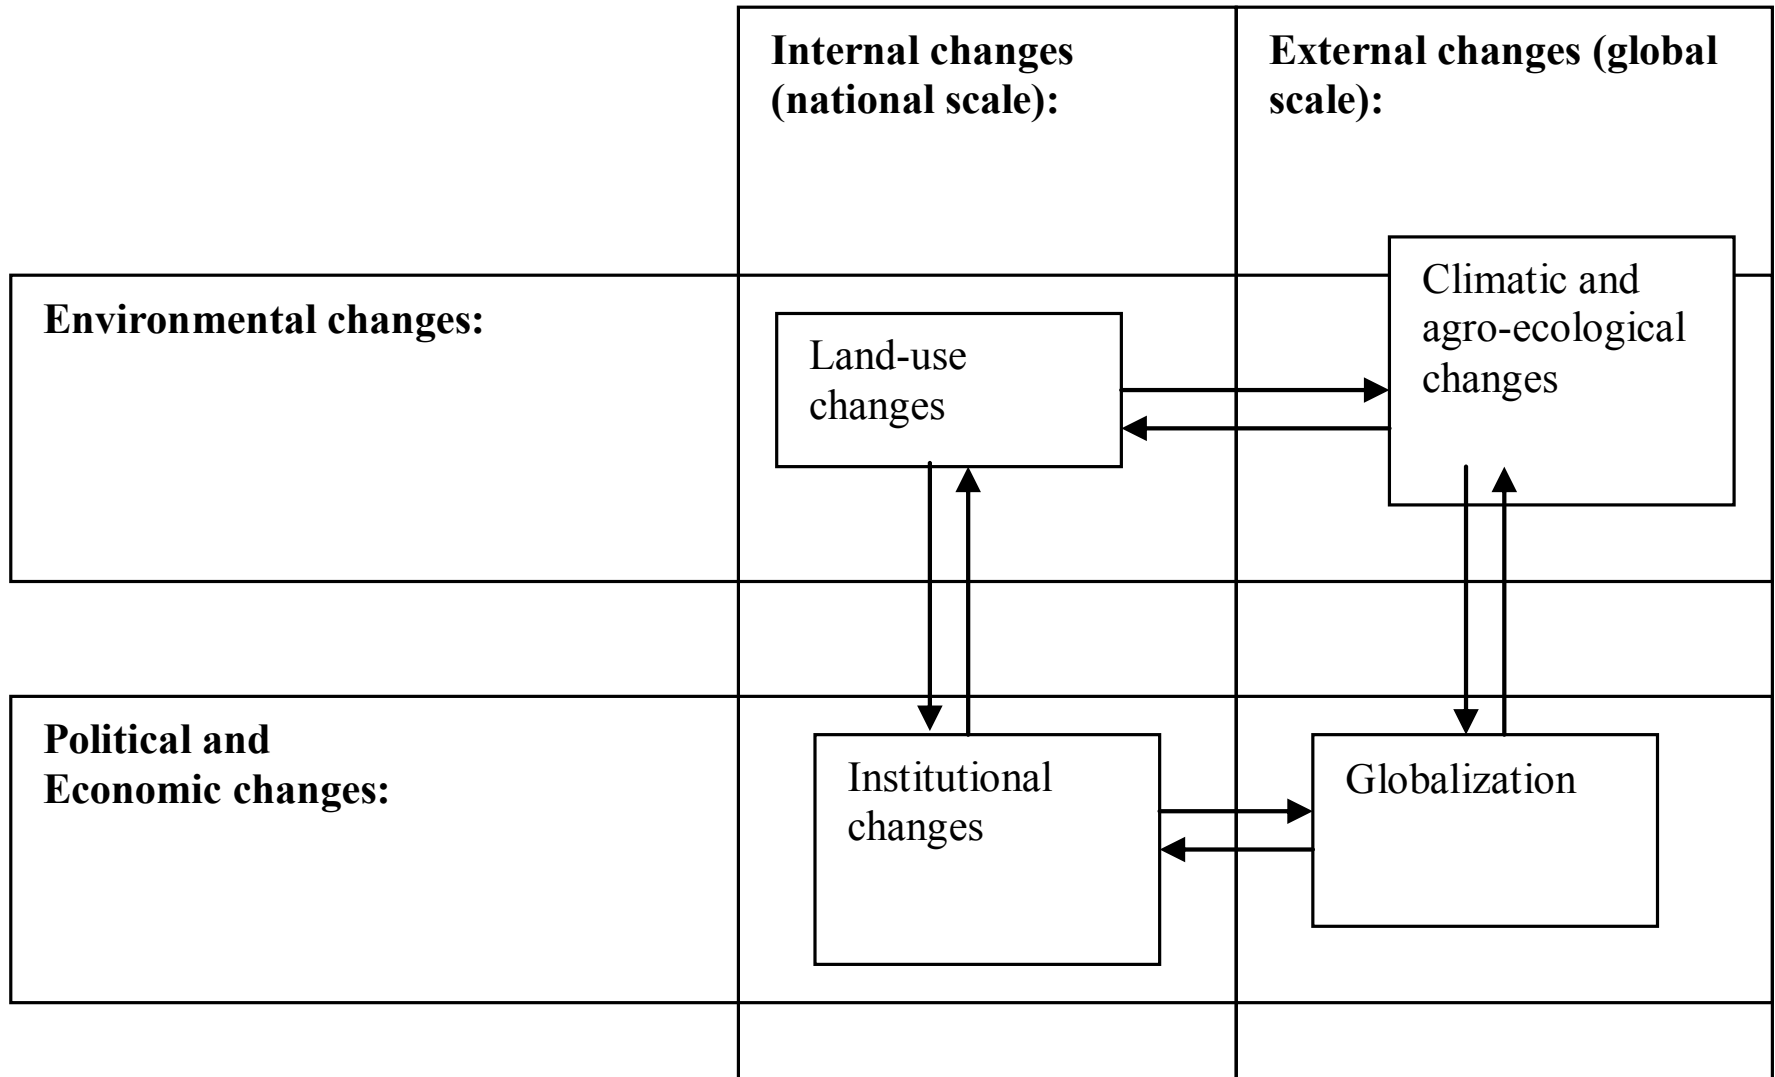 Internal changes
(national scale):
External changes (global
scale):
Environmental changes:
Land-use
changes
Climatic and
agro-ecological
changes
Political and
Economic changes:
Institutional
changes
Globalization